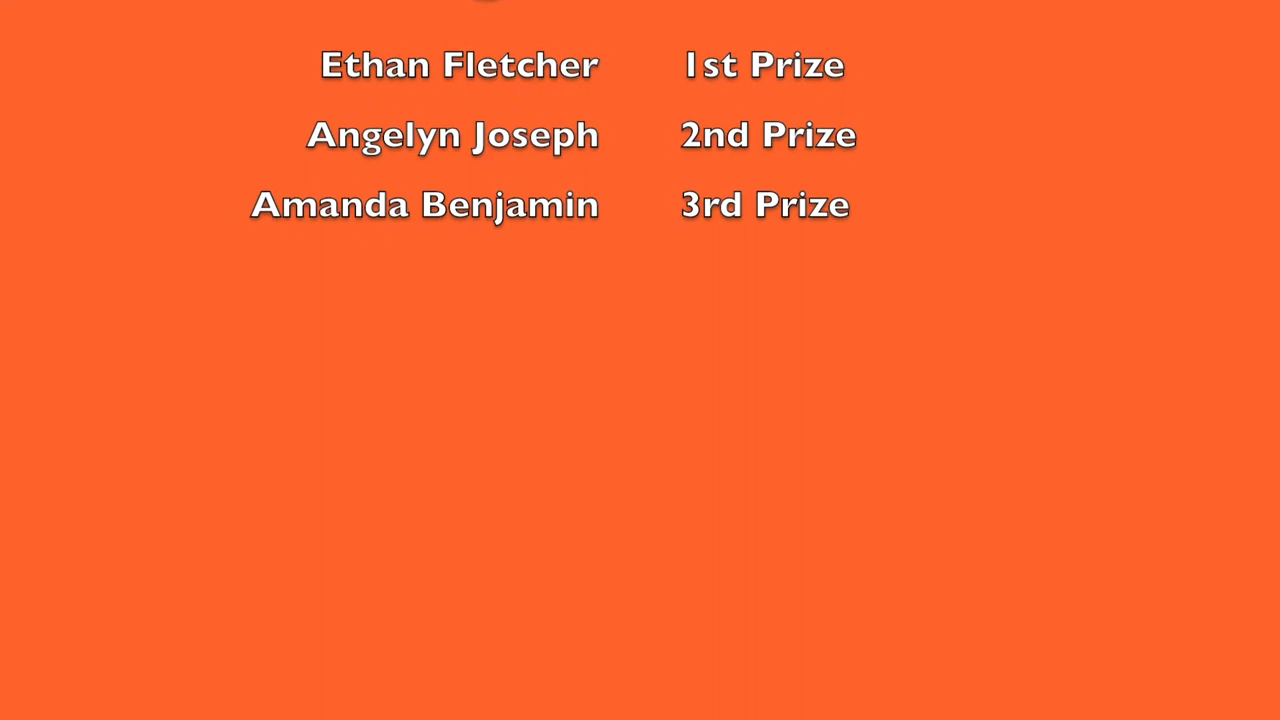 Ethan Fletcher 1st Prize
Angelyn Joseph 2nd Prize
Amanda Benjamin 3rd Prize